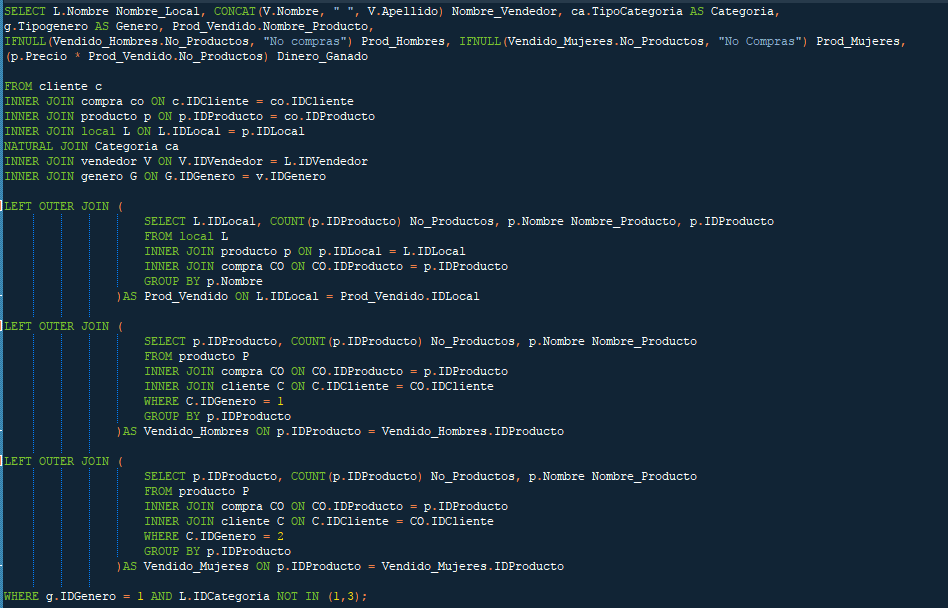 SELECT L.Nombre Nombre_Local, CONCAT(V.Nombre, " ", V.Apellido) Nombre_Vendedor, ca.TipoCategoria AS Categoria,
g.Tipogenero AS Genero, Prod_Vendido.Nombre_Producto,
IFNULL(Vendido_Hombres.No_Productos, "No compras") Prod_Hombres, IFNULL(Vendido_Mujeres.No_Productos, "No Compras") Prod_Mujeres,
(p.Precio * Prod_Vendido.No_Productos) Dinero_Ganado
FROM cliente c
INNER JOIN compra co ON c.IDCliente = co.IDCliente
INNER JOIN producto p ON p.IDProducto = co.IDProducto
INNER JOIN local L ON L.IDLocal = p.IDLocal
NATURAL JOIN Categoria ca
INNER JOIN vendedor V ON V.IDVendedor = L.IDVendedor
INNER JOIN genero G ON G.IDGenero = v.IDGenero
LEFT OUTER JOIN (
SELECT L.IDLocal, COUNT(p.IDProducto) No_Productos, p.Nombre Nombre_Producto, p.IDProducto
FROM local L
INNER JOIN producto p ON p.IDLocal = L.IDLocal
INNER JOIN compra CO ON CO.IDProducto = p.IDProducto
GROUP BY p.Nombre
)AS Prod_Vendido ON L.IDLocal = Prod_Vendido.IDLocal
LEFT OUTER JOIN (
SELECT p.IDProducto, COUNT(p.IDProducto) No_Productos, p.Nombre Nombre_Producto
FROM producto P
INNER JOIN compra CO ON CO.IDProducto = p.IDProducto
INNER JOIN cliente C ON C.IDCliente = CO.IDCliente
WHERE C.IDGenero = 1
GROUP BY p.IDProducto
)AS Vendido_Hombres ON p.IDProducto = Vendido_Hombres.IDProducto
LEFT OUTER JOIN (
SELECT p.IDProducto, COUNT(p.IDProducto) No_Productos, p.Nombre Nombre_Producto
FROM producto P
INNER JOIN compra CO ON CO.IDProducto = p.IDProducto
INNER JOIN cliente C ON C.IDCliente = CO.IDCliente
WHERE C.IDGenero = 2
GROUP BY p.IDProducto
)AS Vendido_Mujeres ON p.IDProducto = Vendido_Mujeres.IDProducto
WHERE g.IDGenero = 1 AND L.IDCategoria NOT IN (1,3);